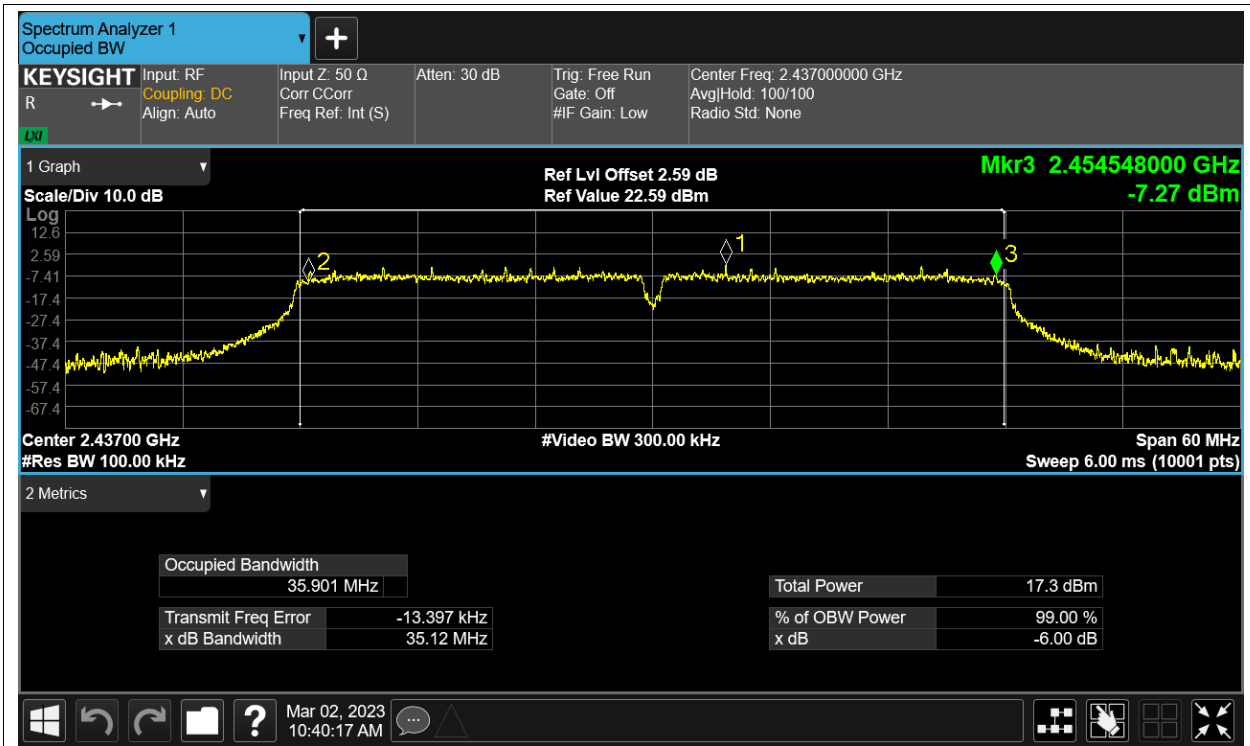 Spectrum Analyzer 1
Occupied BW
KEYSIGHT
R
LXI
Input: RF
Coupling: DC
Align: Auto
Input Z: 50 Ω
Corr CCorr
Freq Ref: Int (S)
Atten: 30 dB
Trig: Free Run
Gate: Off
#IF Gain: Low
Center Freq: 2.437000000 GHz
Avg|Hold: 100/100
Radio Std: None
1 Graph
Scale/Div 10.0 dB
Ref Lvl Offset 2.59 dB
Ref Value 22.59 dBm
Mkr3 2.454548000 GHz
-7.27 dBm
Log
12.6
2.59
-7.41
-17.4
-27.4
-37.4
-47.4
-57.4
-67.4
2
1
3
Center 2.43700 GHz
#Res BW 100.00 kHz
#Video BW 300.00 kHz
Span 60 MHz
Sweep 6.00 ms (10001 pts)
2 Metrics
Occupied Bandwidth
35.901 MHz
Transmit Freq Error -13.397 kHz
x dB Bandwidth 35.12 MHz
Total Power 17.3 dBm
% of OBW Power 99.00 %
x dB -6.00 dB
?
Mar 02, 2023
10:40:17 AM